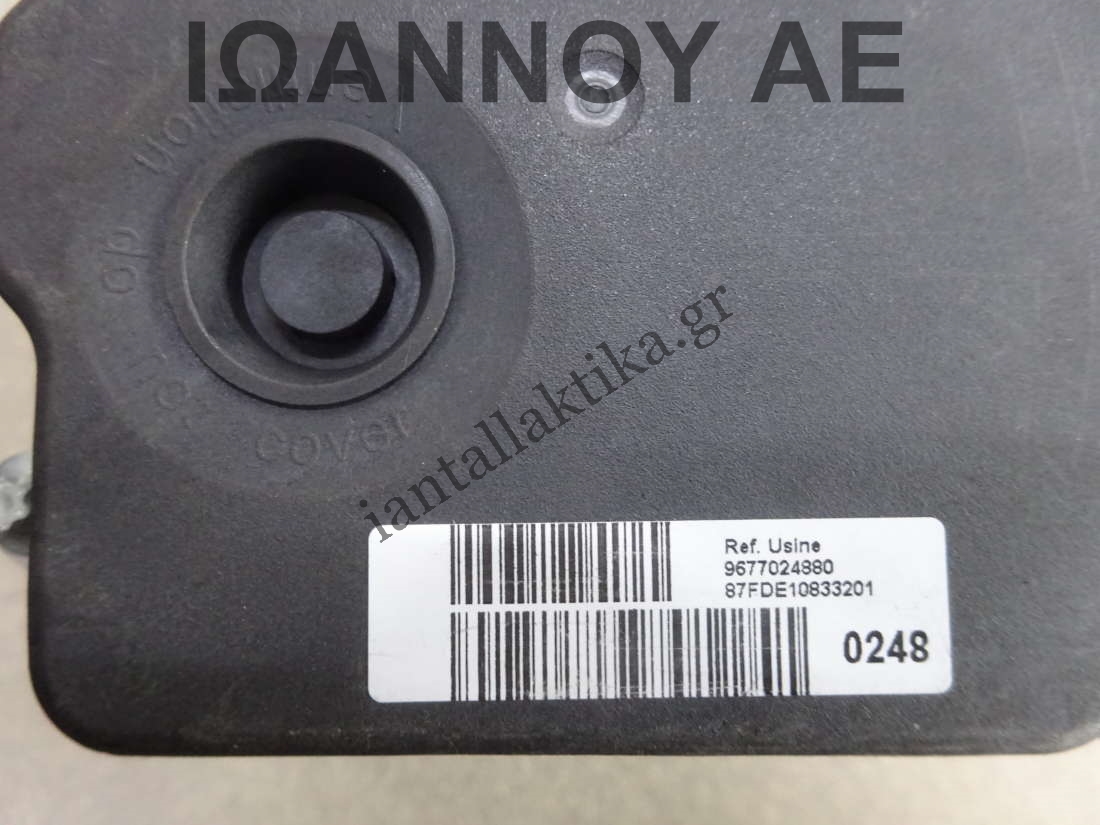 ΙΩΑΝΝΟΥ ΑΕ
cover
iantallaktika.gr
Ref. Usine
9677024880
87FDE10833201
0248